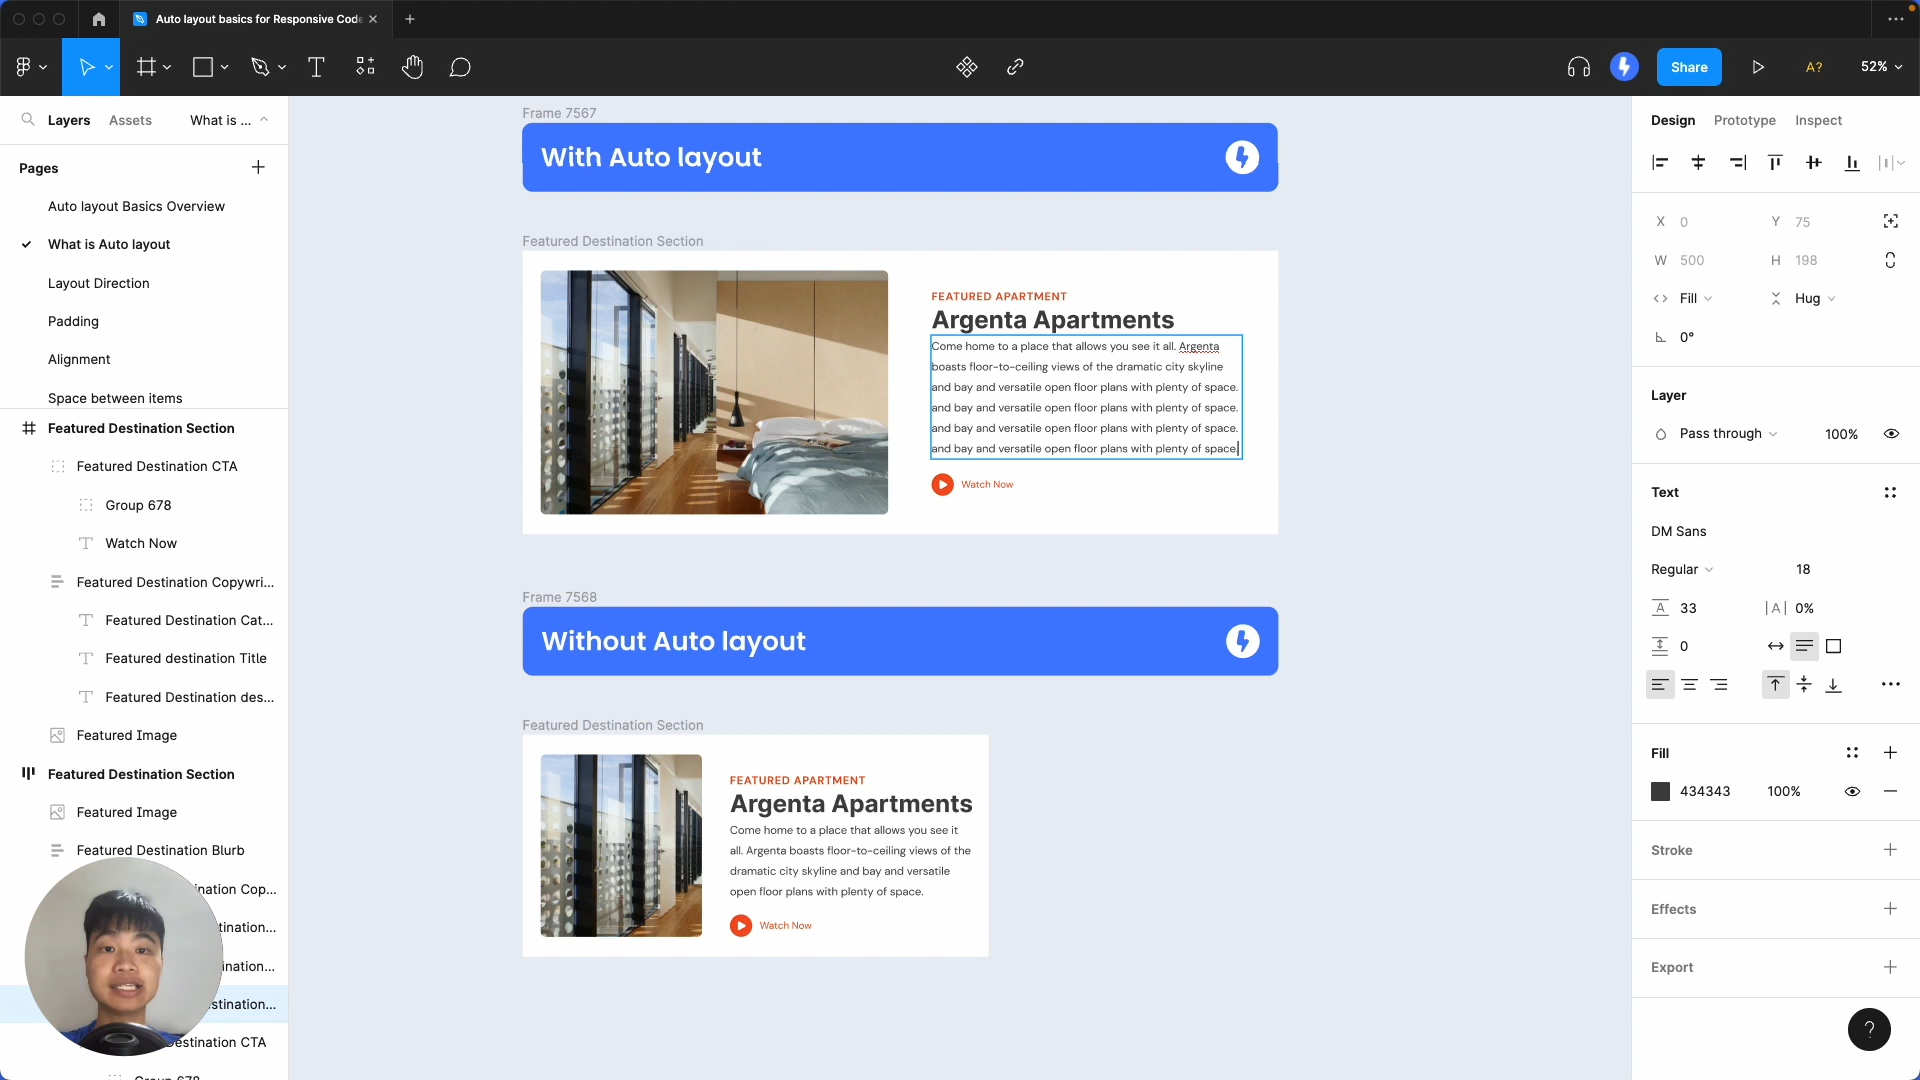 Auto layout basics for Responsive Code
Share
A?
52%
Layers
Assets
What is ...
Pages
Auto layout Basics Overview
What is Auto layout
Layout Direction
Padding
Alignment
Space between items
Featured Destination Section
Featured Destination CTA
Group 678
Watch Now
Featured Destination Copywri...
Featured Destination Cat...
Featured destination Title
Featured Destination des...
Featured Image
Featured Destination Section
Featured Image
Featured Destination Blurb
ination Cop...
tination...
ination...
stination...
estination CTA
Group 678
Frame 7567
With Auto layout
Featured Destination Section
FEATURED APARTMENT
Argenta Apartments
Come home to a place that allows you see it all. Argenta
boasts floor-to-ceiling views of the dramatic city skyline
and bay and versatile open floor plans with plenty of space.
and bay and versatile open floor plans with plenty of space.
and bay and versatile open floor plans with plenty of space.
and bay and versatile open floor plans with plenty of space.
Watch Now
Frame 7568
Without Auto layout
Featured Destination Section
FEATURED APARTMENT
Argenta Apartments
Come home to a place that allows you see it
all. Argenta boasts floor-to-ceiling views of the
dramatic city skyline and bay and versatile
open floor plans with plenty of space.
Watch Now
Design
Prototype
Inspect
X 0
Y 75
W 500
H 198
Fill
Hug
0°
Layer
Pass through
100%
Text
DM Sans
Regular
18
A 33
|A| 0%
0
Fill
434343
100%
Stroke
Effects
Export
?